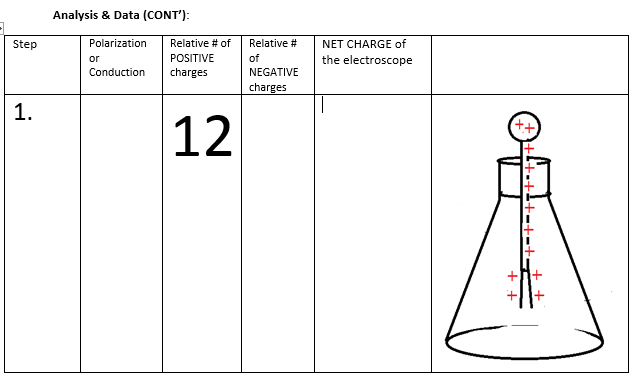 Analysis & Data (CONT’):
Step
Polarization
or
Conduction
Relative # of
POSITIVE
charges
Relative #
of
NEGATIVE
charges
NET CHARGE of
the electroscope
1.
12
++
+
+
+
+
+
+
+ +
+ +